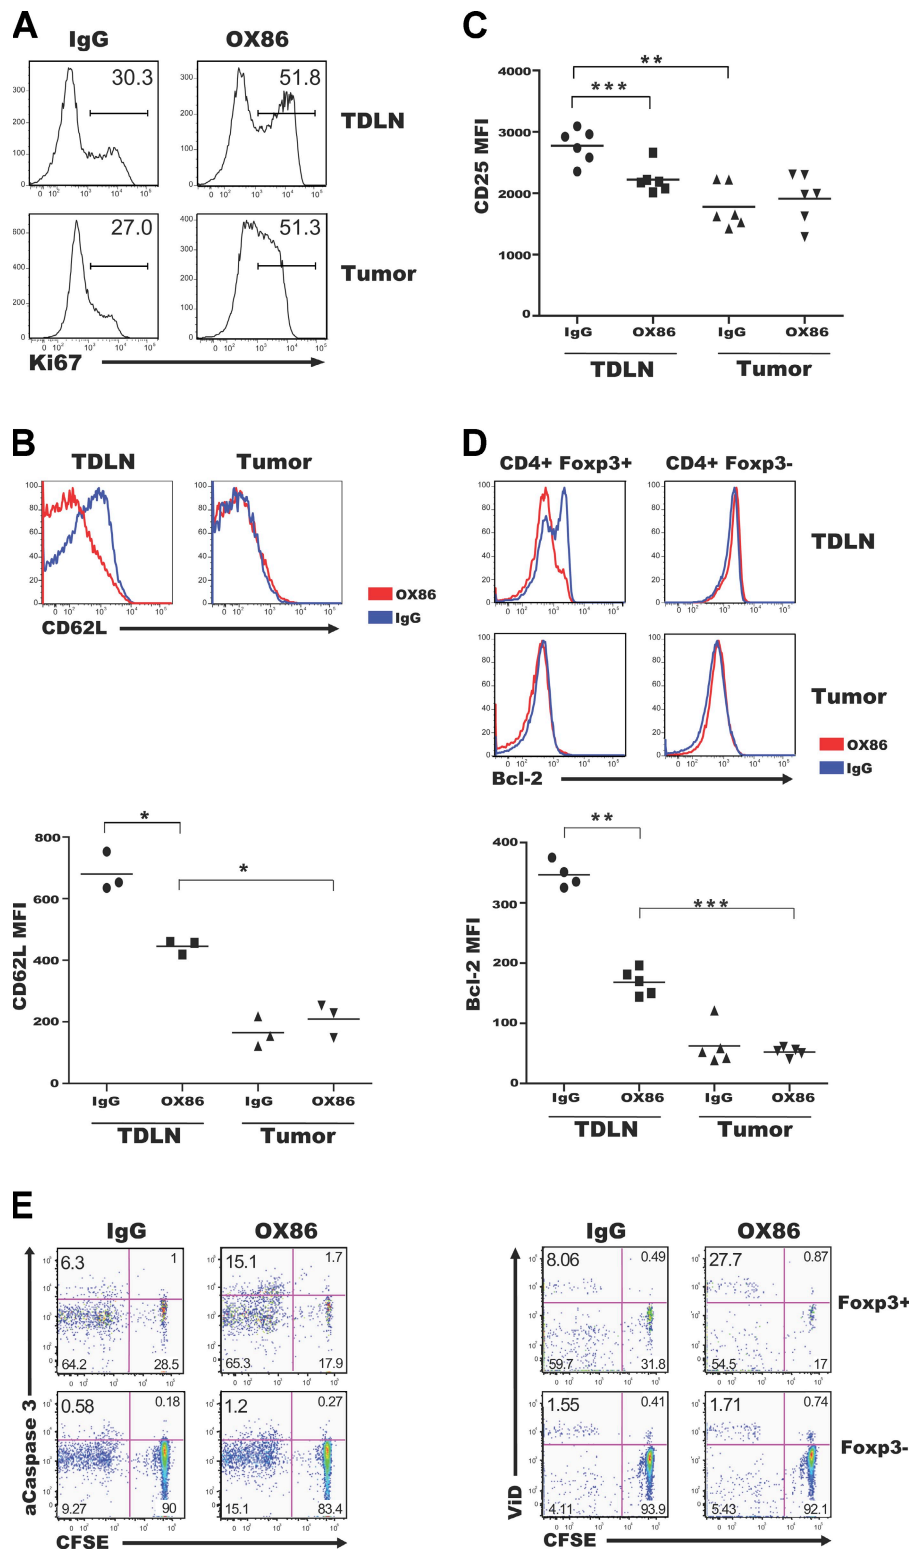 A
IgG OX86
30.3 51.8
TDLN
27.0 51.3
Tumor
Ki67
C
CD25 MFI
4000
3000
2000
1000
0
**
***
IgG OX86 IgG OX86
TDLN Tumor
B
TDLN Tumor
100
80
60
40
20
OX86
IgG
CD62L
CD62L MFI
800
600
400
200
0
*
*
IgG OX86 IgG OX86
TDLN Tumor
D
CD4+ Foxp3+ CD4+ Foxp3-
TDLN
Tumor
OX86
IgG
Bcl-2
Bcl-2 MFI
400
300
200
100
0
**
***
IgG OX86 IgG OX86
TDLN Tumor
E
IgG OX86
6.3 1 15.1 1.7
64.2 28.5 65.3 17.9
0.58 0.18 1.2 0.27
9.27 90 15.1 83.4
aCaspase 3
CFSE
IgG OX86
8.06 0.49 27.7 0.87
Foxp3+
59.7 31.8 54.5 17
1.55 0.41 1.71 0.74
Foxp3-
4.11 93.9 5.43 92.1
ViD
CFSE